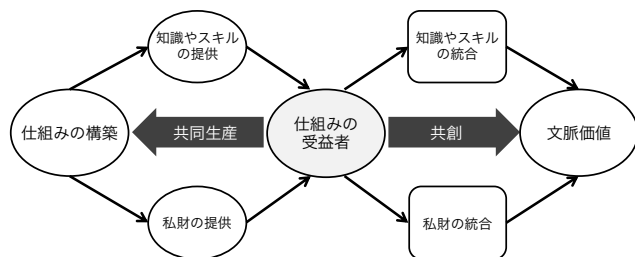 知識やスキル
の提供
知識やスキル
の統合
仕組みの構築
共同生産
仕組みの
受益者
共創
文脈価値
私財の提供
私財の統合